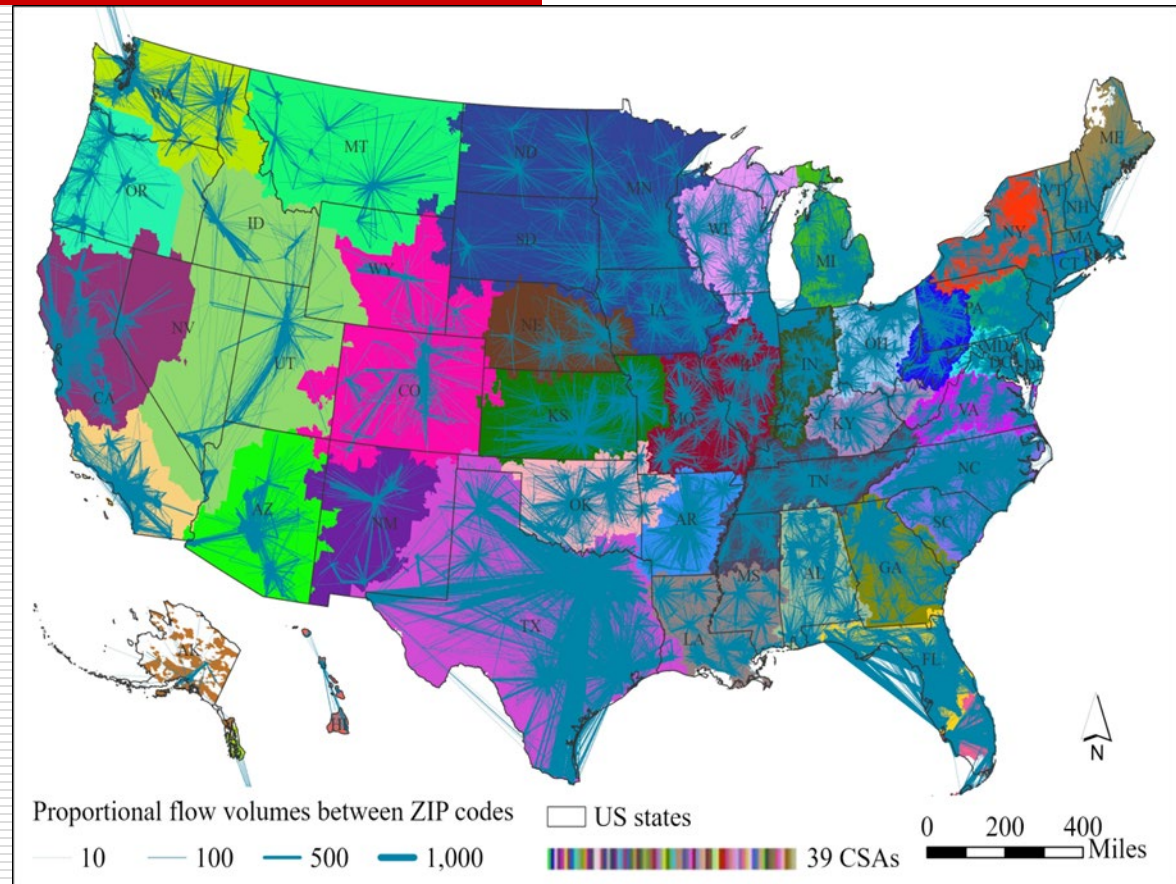 WA
MT
ND
MN
ME
OR
ID
SD
WI
MI
NY
VT
NH
MA
CT
WY
NE
IA
PA
NV
UT
CO
KS
MO
IN
OH
MD
DC
DE
CA
KY
VA
AZ
NM
OK
AR
TN
NC
SC
MS
AL
GA
TX
LA
FL
AK
HI
N
Proportional flow volumes between ZIP codes
10
100
500
1,000
US states
39 CSAs
0
200
400
Miles